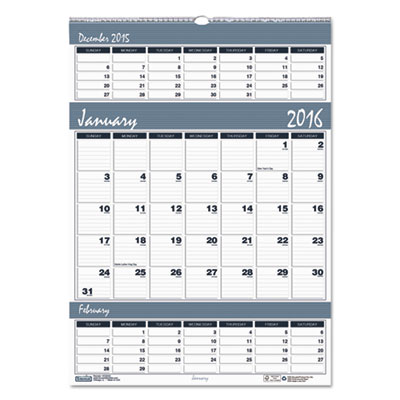 December 2015
SUNDAY MONDAY TUESDAY WEDNESDAY THURSDAY FRIDAY SATURDAY
1 2 3 4 5
6 7 8 9 10 11 12
13 14 15 16 17 18 19
20 21 22 23 24 25 26
27 28 29 30 31
January 2016
SUNDAY MONDAY TUESDAY WEDNESDAY THURSDAY FRIDAY SATURDAY
1 2
New Year's Day
3 4 5 6 7 8 9
10 11 12 13 14 15 16
17 18 19 20 21 22 23
24 25 26 27 28 29 30
31
February
SUNDAY MONDAY TUESDAY WEDNESDAY THURSDAY FRIDAY SATURDAY
1 2 3 4 5 6
7 8 9 10 11 12 13
14 15 16 17 18 19 20
21 22 23 24 25 26 27
28 29
January